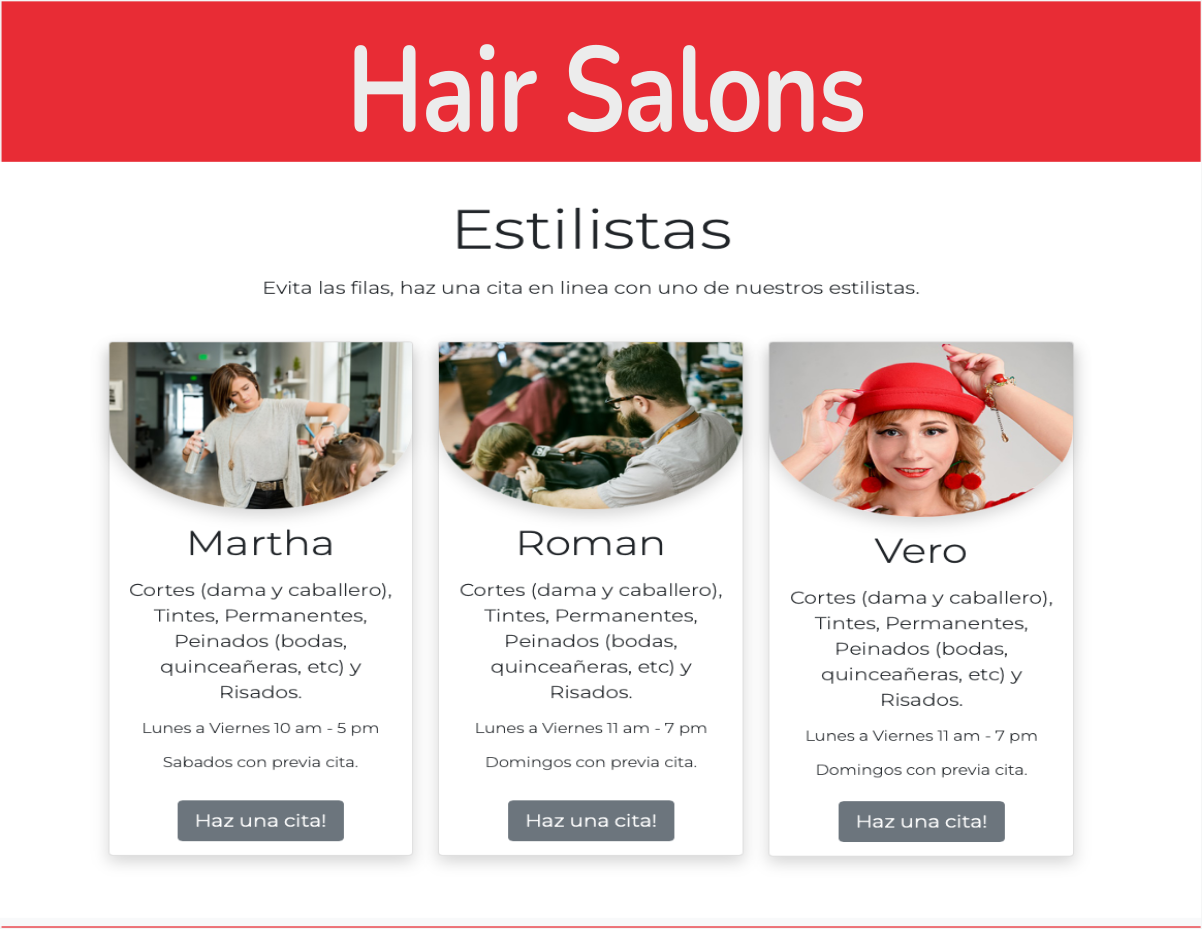 Hair Salons
Estilistas
Evita las filas, haz una cita en linea con uno de nuestros estilistas.
Martha
Cortes (dama y caballero),
Tintes, Permanentes,
Peinados (bodas,
quinceañeras, etc) y
Risados.
Lunes a Viernes 10 am - 5 pm
Sabados con previa cita.
Haz una cita!
Roman
Cortes (dama y caballero),
Tintes, Permanentes,
Peinados (bodas,
quinceañeras, etc) y
Risados.
Lunes a Viernes 11 am - 7 pm
Domingos con previa cita.
Haz una cita!
Vero
Cortes (dama y caballero),
Tintes, Permanentes,
Peinados (bodas,
quinceañeras, etc) y
Risados.
Lunes a Viernes 11 am - 7 pm
Domingos con previa cita.
Haz una cita!